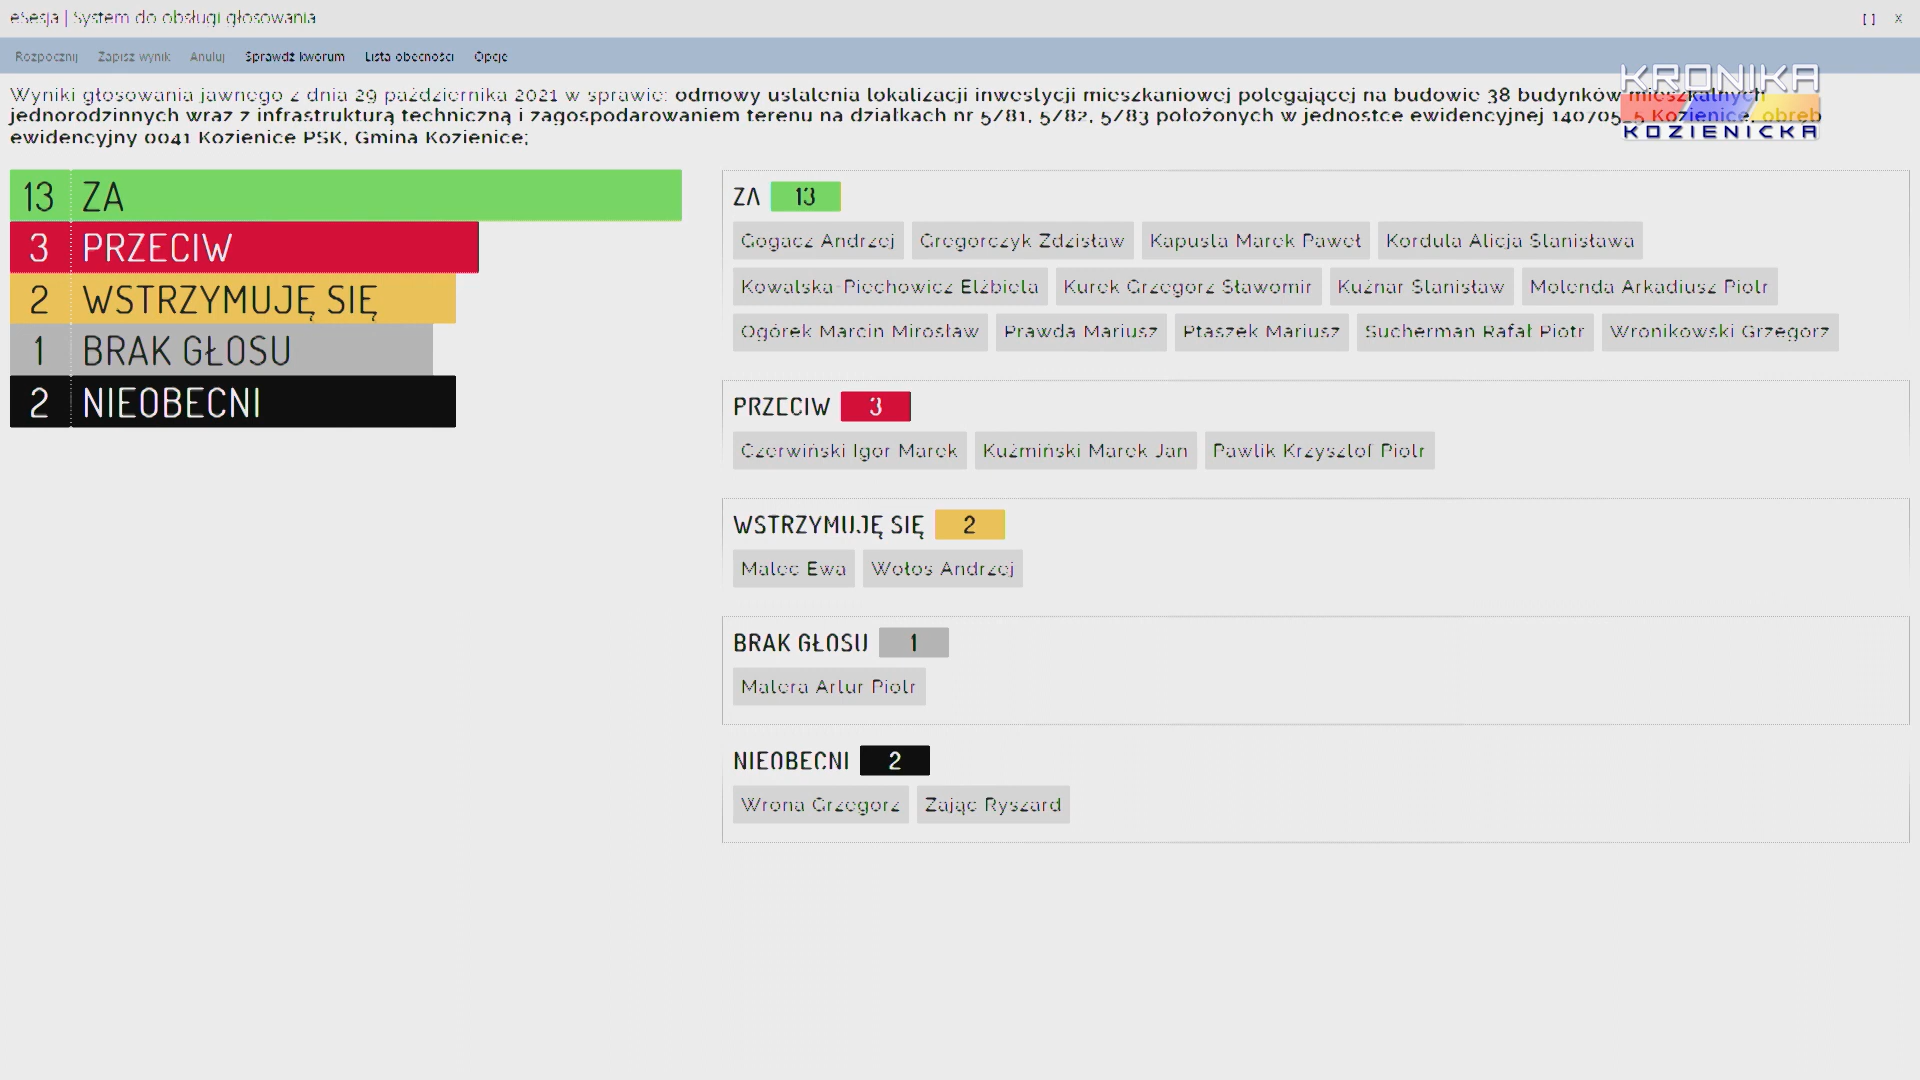 eSesja | System do obsługi głosowania
[ ] X
Rozpocznij Zapisz wynik Anuluj Sprawdź kworum Lista obecności Opcje
KRONIKA
KOZIENICKA
Wyniki głosowania jawnego z dnia 29 października 2021 w sprawie: odmowy ustalenia lokalizacji inwestycji mieszkaniowej polegającej na budowie 38 budynków mieszkalnych
jednorodzinnych wraz z infrastrukturą techniczną i zagospodarowaniem terenu na działkach nr 5/81, 5/82, 5/83 położonych w jednostce ewidencyjnej 140705_5 Kozienice, obręb
ewidencyjny 0041 Kozienice PSK, Gmina Kozienice;
13 ZA
3 PRZECIW
2 WSTRZYMUJĘ SIĘ
1 BRAK GŁOSU
2 NIEOBECNI
ZA 13
Gogacz Andrzej Gregorczyk Zdzisław Kapusta Marek Paweł Kordula Alicja Stanisława
Kowalska-Piechowicz Elżbieta Kurek Grzegorz Sławomir Kuźnar Stanisław Molenda Arkadiusz Piotr
Ogórek Marcin Mirosław Prawda Mariusz Ptaszek Mariusz Sucherman Rafał Piotr Wronikowski Grzegorz
PRZECIW 3
Czerwiński Igor Marek Kuźmiński Marek Jan Pawlik Krzysztof Piotr
WSTRZYMUJĘ SIĘ 2
Malec Ewa Wołos Andrzej
BRAK GŁOSU 1
Matera Artur Piotr
NIEOBECNI 2
Wrona Grzegorz Zając Ryszard